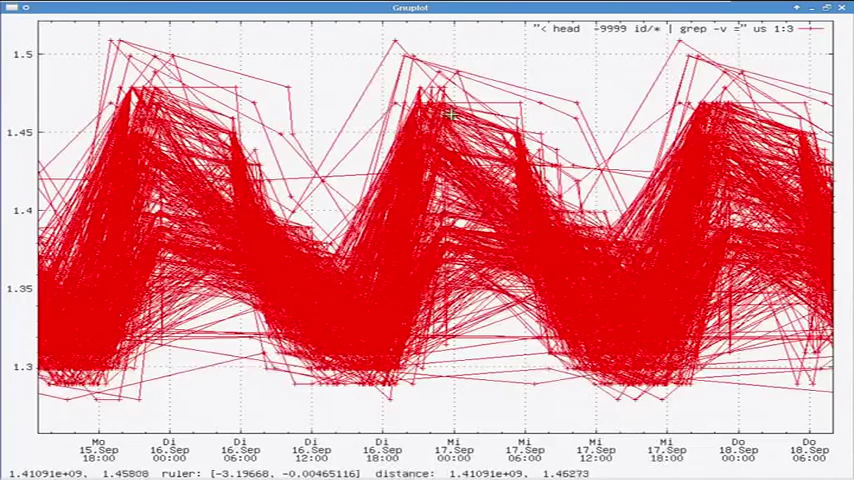 Gnuplot
"< head -9999 id/* | grep -v =" us 1:3
1.5
1.45
1.4
1.35
1.3
Mo 15.Sep 18:00
Di 16.Sep 00:00
Di 16.Sep 06:00
Di 16.Sep 12:00
Di 16.Sep 18:00
Mi 17.Sep 00:00
Mi 17.Sep 06:00
Mi 17.Sep 12:00
Mi 17.Sep 18:00
Do 18.Sep 00:00
Do 18.Sep 06:00
1.41091e+09, 1.45808 ruler: [-3.19668, -0.00465116] distance: 1.41091e+09, 1.46273